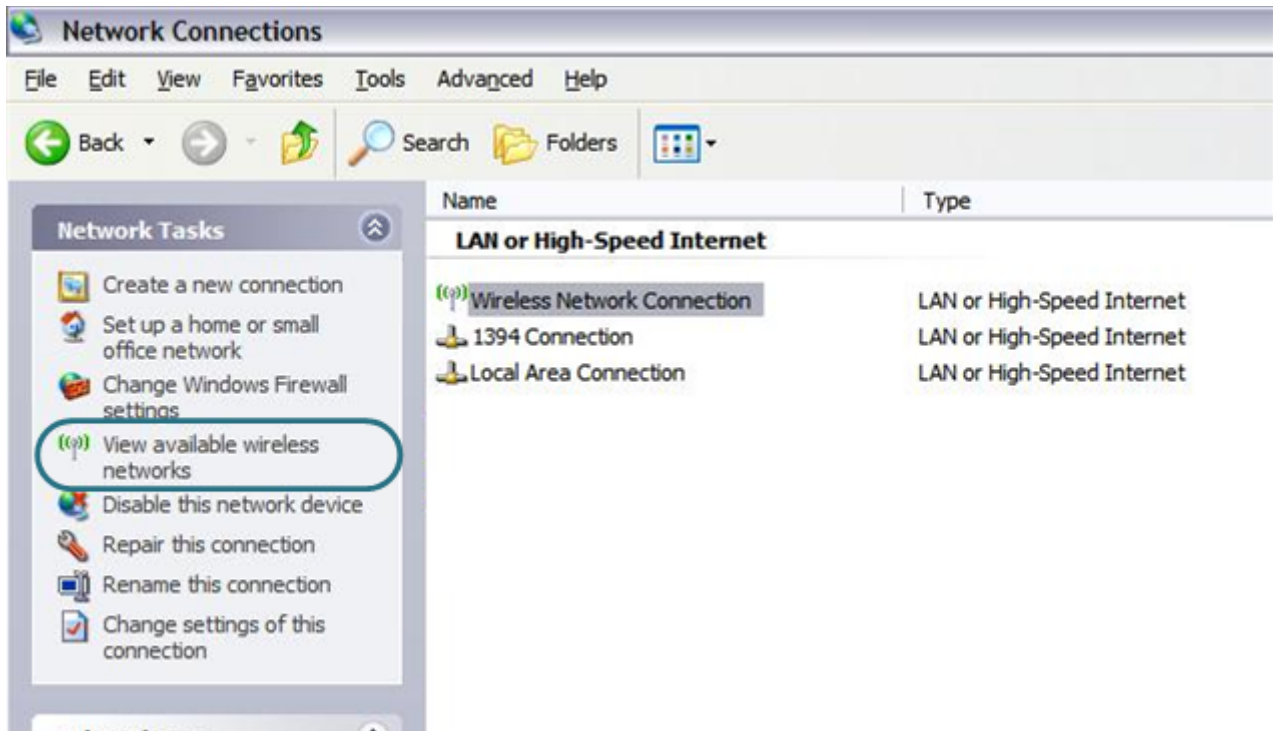 Network Connections
File Edit View Favorites Tools Advanced Help
Back Search Folders
Network Tasks
Create a new connection
Set up a home or small
office network
Change Windows Firewall
settings
View available wireless
networks
Disable this network device
Repair this connection
Rename this connection
Change settings of this
connection
Name Type
LAN or High-Speed Internet
Wireless Network Connection LAN or High-Speed Internet
1394 Connection LAN or High-Speed Internet
Local Area Connection LAN or High-Speed Internet